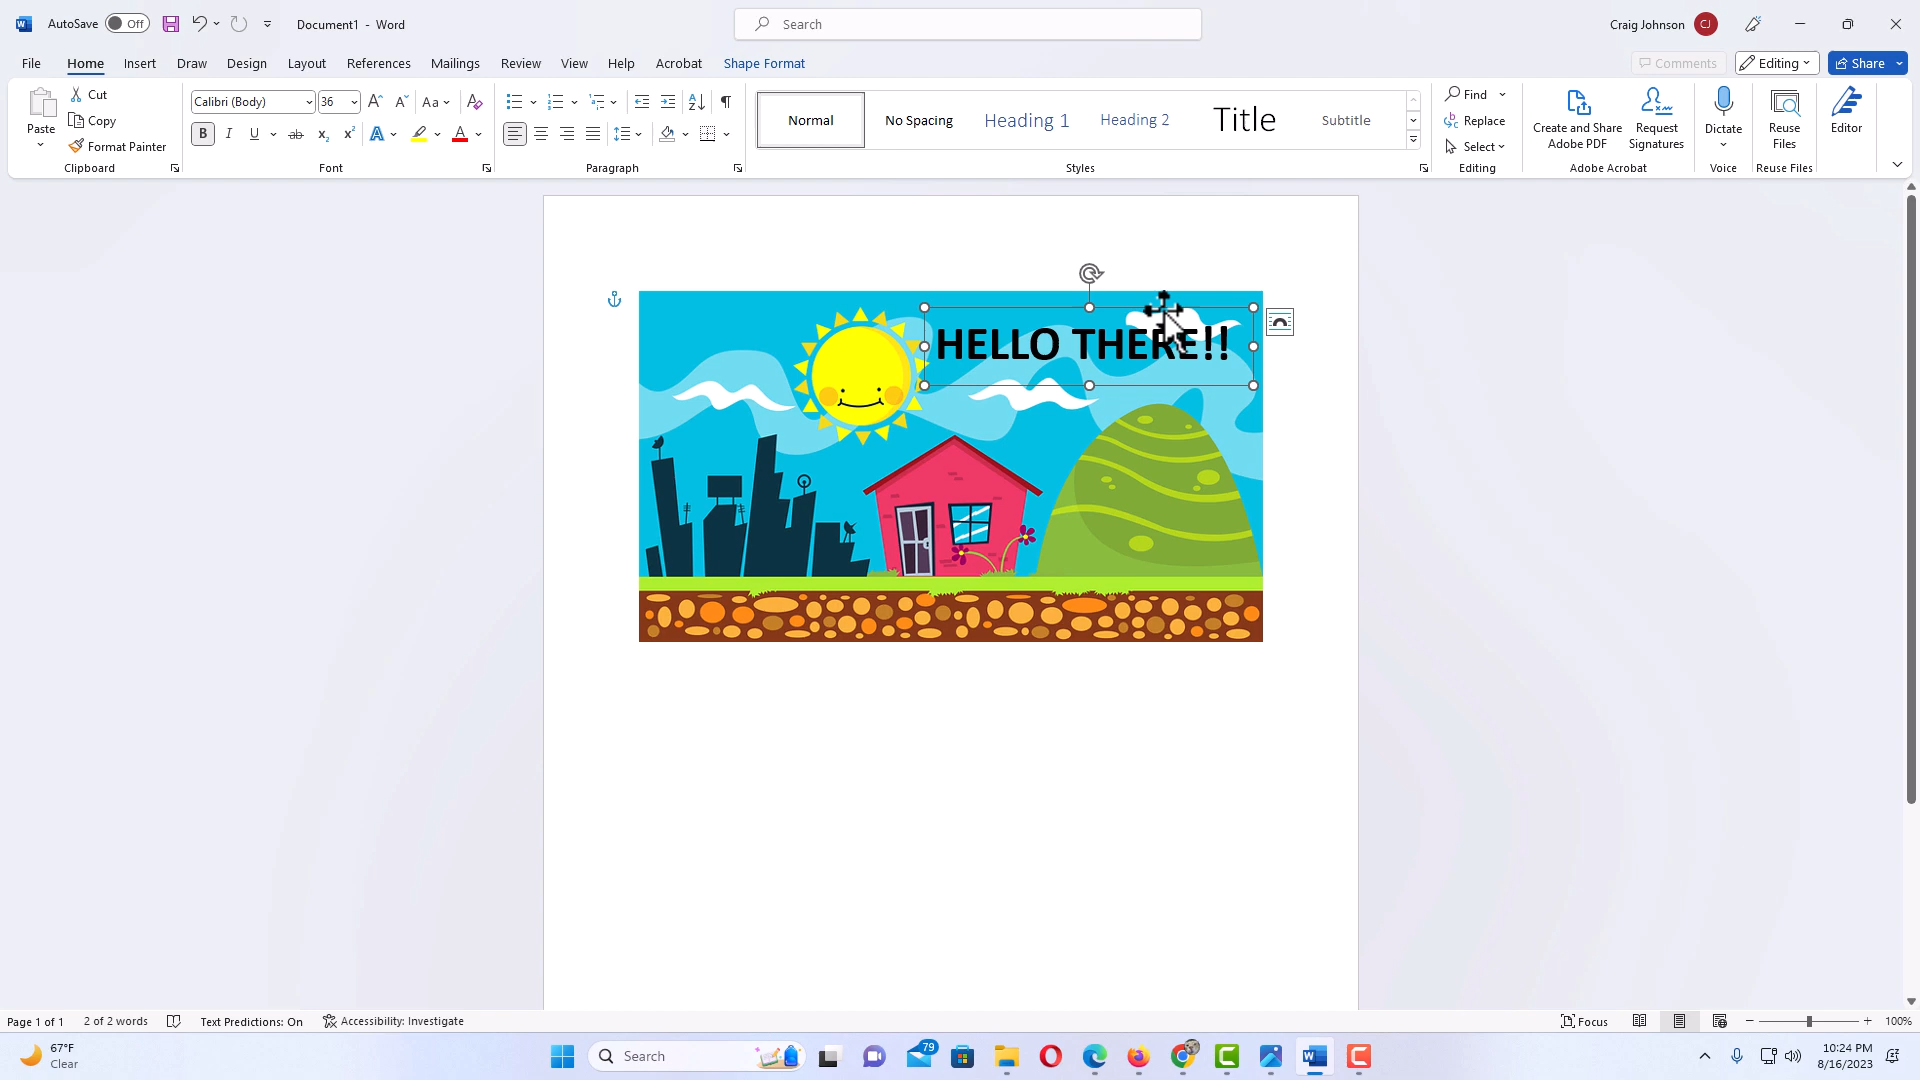 AutoSave Off Document1 - Word Search Craig Johnson CJ
File Home Insert Draw Design Layout References Mailings Review View Help Acrobat Shape Format Comments Editing Share
Paste
Cut
Copy
Format Painter
Clipboard
Calibri (Body) 36
Font
Paragraph
Normal No Spacing Heading 1 Heading 2 Title Subtitle
Styles
Find
Replace
Select
Editing
Create and Share
Adobe PDF
Request
Signatures
Adobe Acrobat
Dictate
Voice
Reuse
Files
Reuse Files
Editor
HELLO THERE!!
Page 1 of 1 2 of 2 words Text Predictions: On Accessibility: Investigate Focus 100%
67°F
Clear
Search
79
10:24 PM
8/16/2023